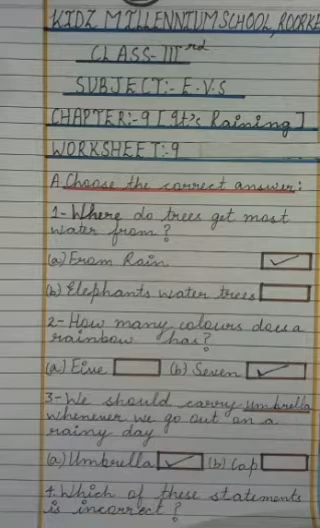 KIDZ MILLENNIUM SCHOOL, ROORKE
CLASS-III rd
SUBJECT:- E.V.S
CHAPTER:-9 [It's Raining]
WORKSHEET:-9
A. Choose the correct answer:
1- Where do trees get most
water from?
(a) From Rain ✓
(b) Elephants water trees
2- How many colours does a
rainbow has?
(a) Five (b) Seven ✓
3- We should carry umbrella
whenever we go out on a
rainy day
(a) Umbrella ✓ (b) Cap
4. Which of these statements
is incorrect?